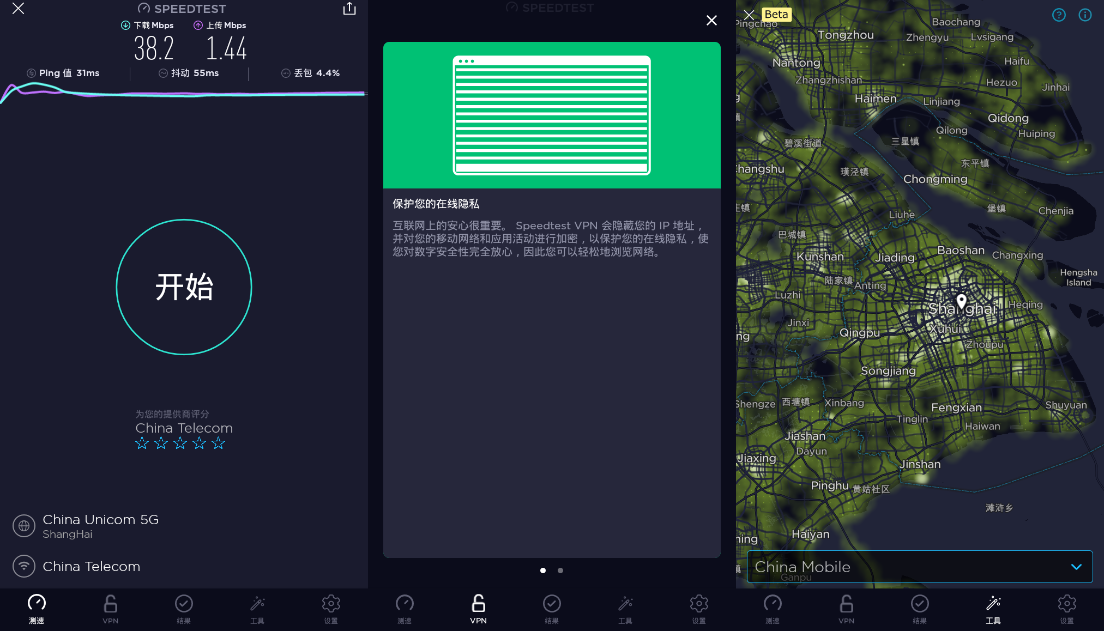 SPEEDTEST
下载 Mbps
上传 Mbps
38.2
1.44
Ping 值 31ms
抖动 55ms
丢包 4.4%
开始
为您的提供商评分
China Telecom
China Unicom 5G
ShangHai
China Telecom
测速
VPN
结果
工具
设置
SPEEDTEST
保护您的在线隐私
互联网上的安心很重要。 Speedtest VPN 会隐藏您的 IP 地址，
并对您的移动网络和应用活动进行加密，以保护您的在线隐私，使
您对数字安全性完全放心，因此您可以轻松地浏览网络。
测速
VPN
结果
工具
设置
Beta
Pingchao
Baochang
Tongzhou
Zhengyu
Lvsigang
Nantong
Haifu
Zhangzhishan
Hezuo
Jinhai
Haimen
Linjiang
Qidong
Qilong
Huiping
碧溪街道
三星镇
东平镇
Changshu
璜泾镇
Chongming
堡镇
Chenjia
Liuhe
巴城镇
Kunshan
Jiading
Baoshan
Changxing
陆家镇
Anting
Hengsha
Island
Luzhi
Shanghai
Heqing
Jinxi
Qingpu
Xuhui
Zhoupu
Songjiang
Shengze
西塘镇
Xinbang
Fengxian
Shuyuan
Tinglin
Haiwan
Jiashan
Dayun
Jiaxing
Jinshan
Pinghu
黄姑社区
滩浒乡
Haiyan
China Mobile
Ganpu
测速
VPN
结果
工具
设置